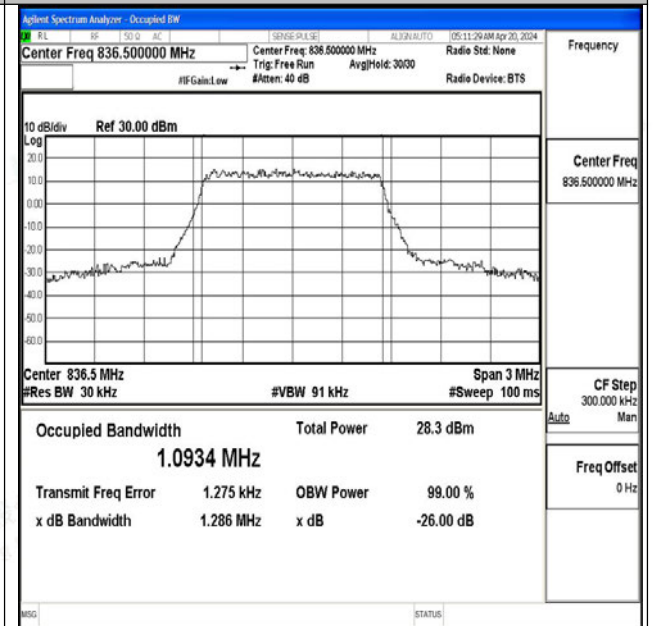 Agilent Spectrum Analyzer - Occupied BW
RL RF 50 Ω AC SENSE:PULSE ALIGN AUTO 05:11:29 AM Apr 20, 2024
Center Freq 836.500000 MHz
Center Freq: 836.500000 MHz
Radio Std: None
Trig: Free Run Avg|Hold: 30/30
#IFGain:Low #Atten: 40 dB
Radio Device: BTS
Frequency
10 dB/div Ref 30.00 dBm
Log
20.0
10.0
0.00
-10.0
-20.0
-30.0
-40.0
-50.0
-60.0
Center 836.5 MHz Span 3 MHz
#Res BW 30 kHz #VBW 91 kHz #Sweep 100 ms
Occupied Bandwidth Total Power 28.3 dBm
1.0934 MHz
Transmit Freq Error 1.275 kHz OBW Power 99.00 %
x dB Bandwidth 1.286 MHz x dB -26.00 dB
Center Freq
836.500000 MHz
CF Step
300.000 kHz
Auto Man
Freq Offset
0 Hz
MSG STATUS